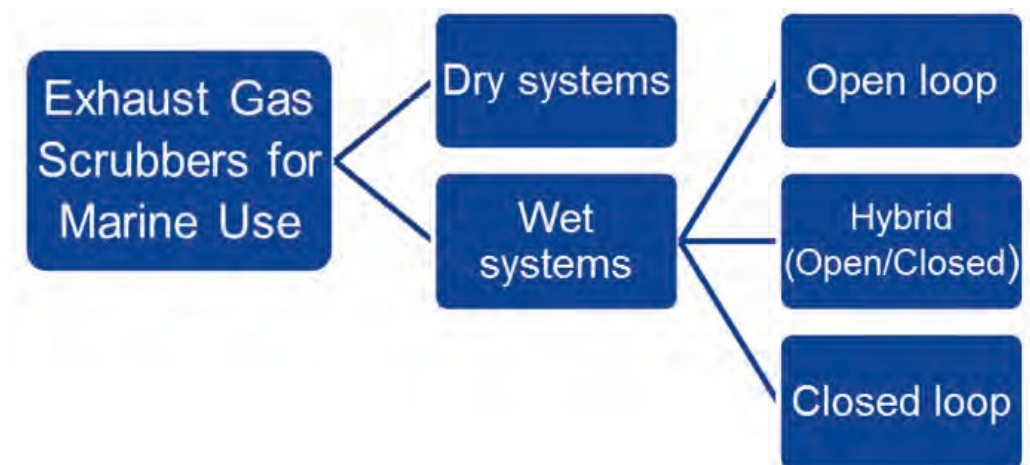 Exhaust Gas
Scrubbers for
Marine Use
Dry systems
Wet
systems
Open loop
Hybrid
(Open/Closed)
Closed loop